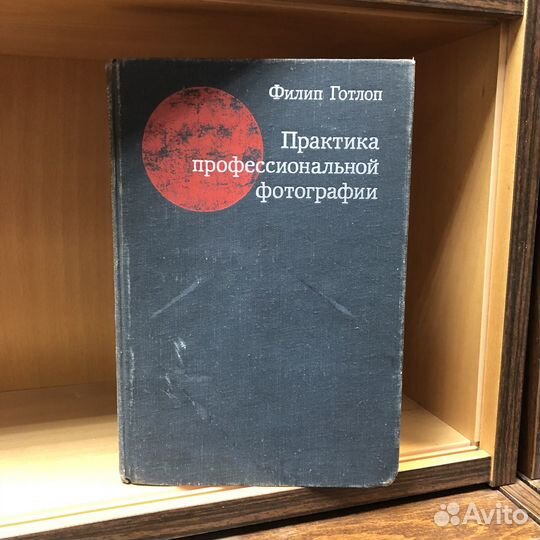 Филип Готлоп
Практика
профессиональной
фотографии
Avito